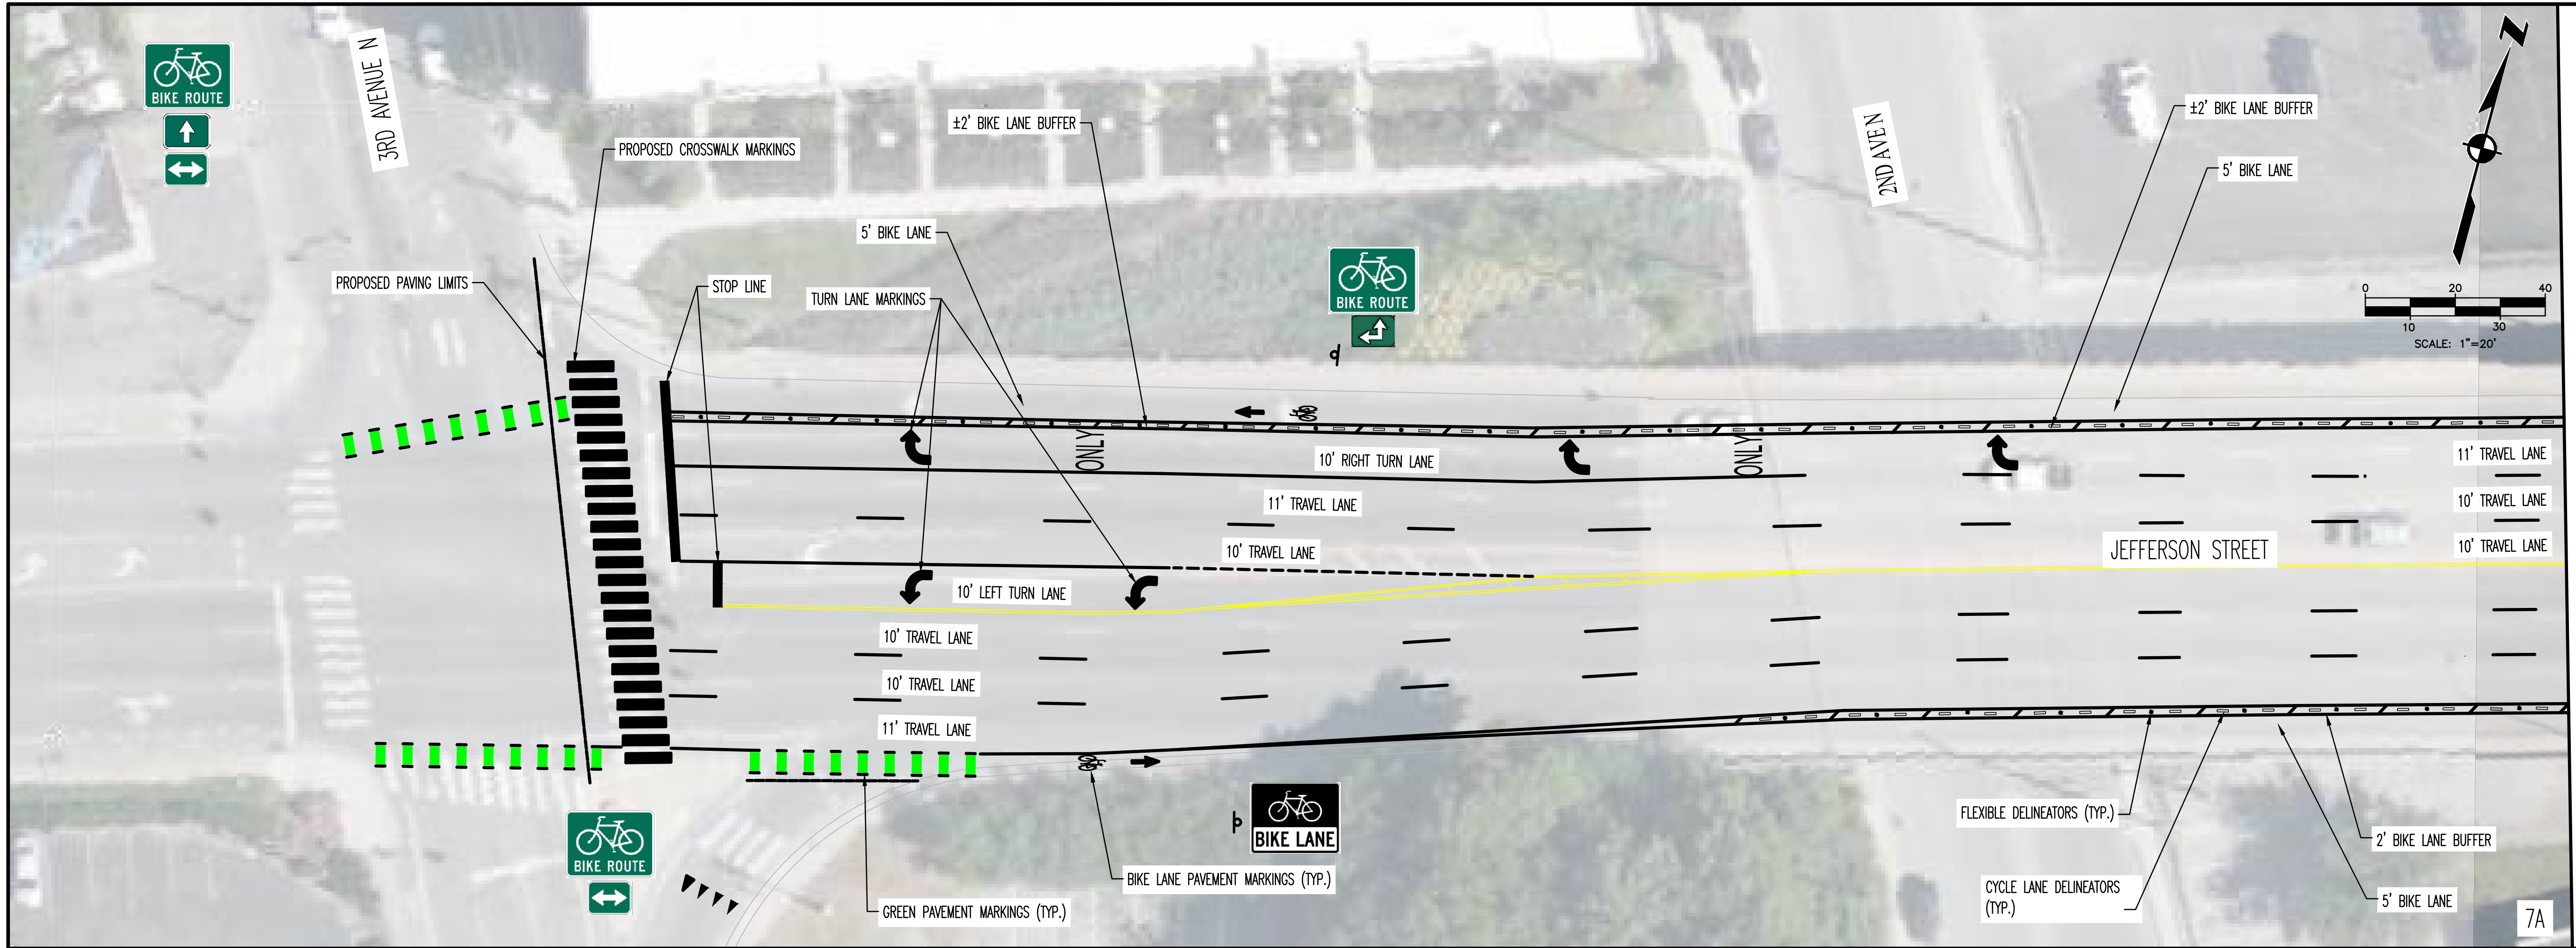 BIKE ROUTE
3RD AVENUE N
PROPOSED CROSSWALK MARKINGS
±2' BIKE LANE BUFFER
2ND AVE N
±2' BIKE LANE BUFFER
5' BIKE LANE
N
5' BIKE LANE
PROPOSED PAVING LIMITS
STOP LINE
TURN LANE MARKINGS
BIKE ROUTE
0 20 40
10 30
SCALE: 1"=20'
ONLY
10' RIGHT TURN LANE
ONLY
11' TRAVEL LANE
11' TRAVEL LANE
10' TRAVEL LANE
10' TRAVEL LANE
JEFFERSON STREET
10' TRAVEL LANE
10' LEFT TURN LANE
10' TRAVEL LANE
10' TRAVEL LANE
11' TRAVEL LANE
BIKE ROUTE
BIKE LANE
FLEXIBLE DELINEATORS (TYP.)
2' BIKE LANE BUFFER
BIKE LANE PAVEMENT MARKINGS (TYP.)
GREEN PAVEMENT MARKINGS (TYP.)
CYCLE LANE DELINEATORS
(TYP.)
5' BIKE LANE
7A